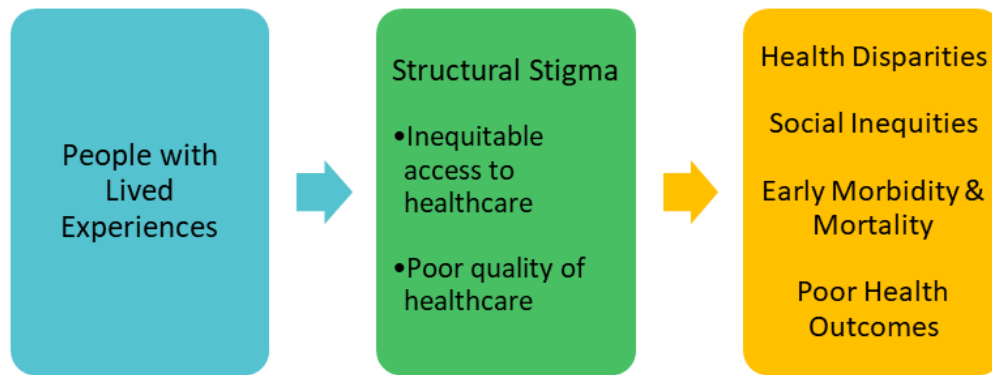 People with
Lived
Experiences
Structural Stigma
•Inequitable
access to
healthcare
•Poor quality of
healthcare
Health Disparities
Social Inequities
Early Morbidity &
Mortality
Poor Health
Outcomes